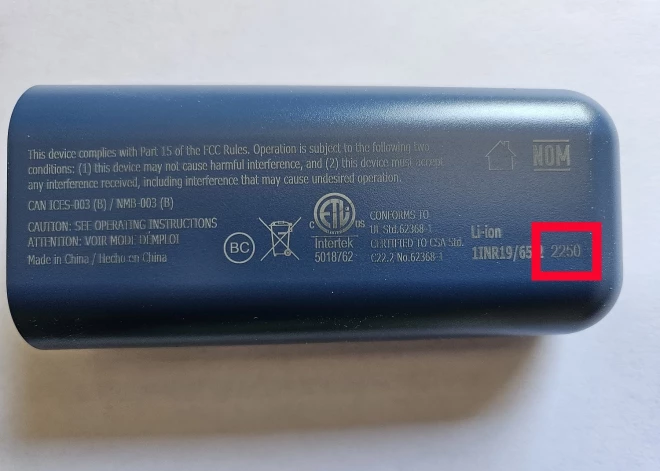 This device complies with Part 15 of the FCC Rules. Operation is subject to the following two
conditions: (1) this device may not cause harmful interference, and (2) this device must accept
any interference received, including interference that may cause undesired operation.
CAN ICES-003 (B) / NMB-003 (B)
CAUTION: SEE OPERATING INSTRUCTIONS
ATTENTION: VOIR MODE D'EMPLOI
Made in China / Hecho en China
BC
C ETL US
Intertek
5018762
CONFORMS TO
UL Std.62368-1
CERTIFIED TO CSA Std.
C22.2 No.62368-1
NOM
Li-ion
1INR19/65-2 2250